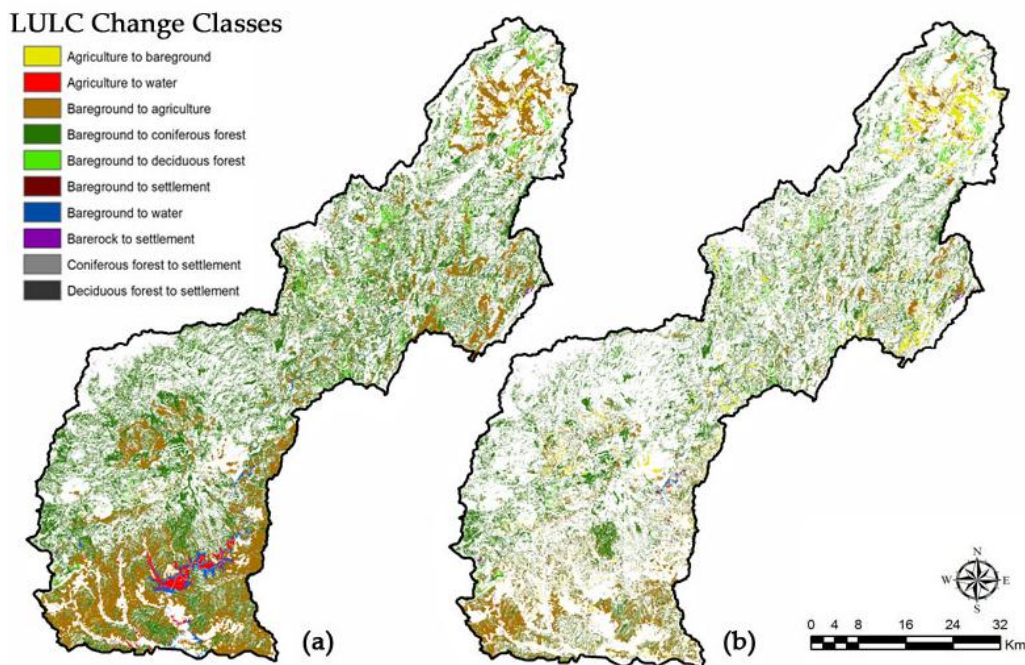 LULC Change Classes
Agriculture to bareground
Agriculture to water
Bareground to agriculture
Bareground to coniferous forest
Bareground to deciduous forest
Bareground to settlement
Bareground to water
Barerock to settlement
Coniferous forest to settlement
Deciduous forest to settlement
(a)
(b)
N
W E
S
0 4 8 16 24 32
Km